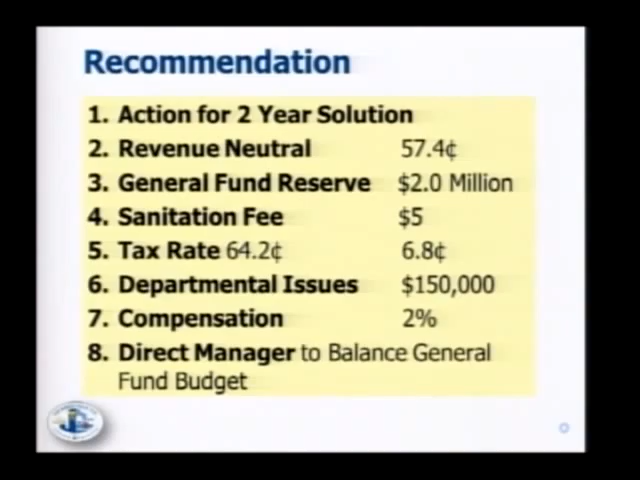 Recommendation
1. Action for 2 Year Solution
2. Revenue Neutral 57.4¢
3. General Fund Reserve $2.0 Million
4. Sanitation Fee $5
5. Tax Rate 64.2¢ 6.8¢
6. Departmental Issues $150,000
7. Compensation 2%
8. Direct Manager to Balance General
Fund Budget